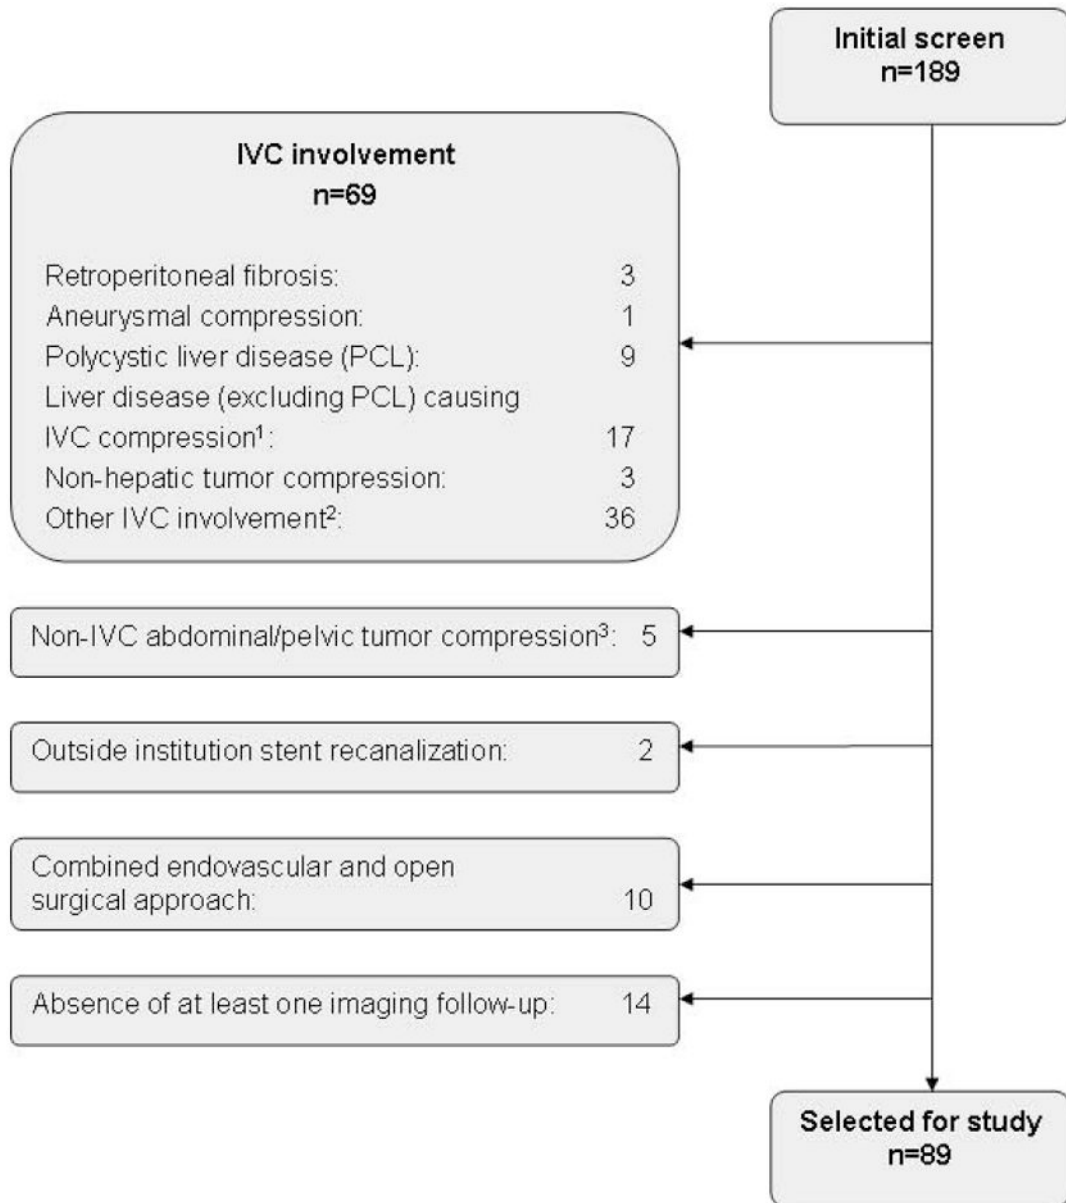 Initial screen
n=189
IVC involvement
n=69
Retroperitoneal fibrosis: 3
Aneurysmal compression: 1
Polycystic liver disease (PCL): 9
Liver disease (excluding PCL) causing
IVC compression¹: 17
Non-hepatic tumor compression: 3
Other IVC involvement²: 36
Non-IVC abdominal/pelvic tumor compression³: 5
Outside institution stent recanalization: 2
Combined endovascular and open
surgical approach: 10
Absence of at least one imaging follow-up: 14
Selected for study
n=89